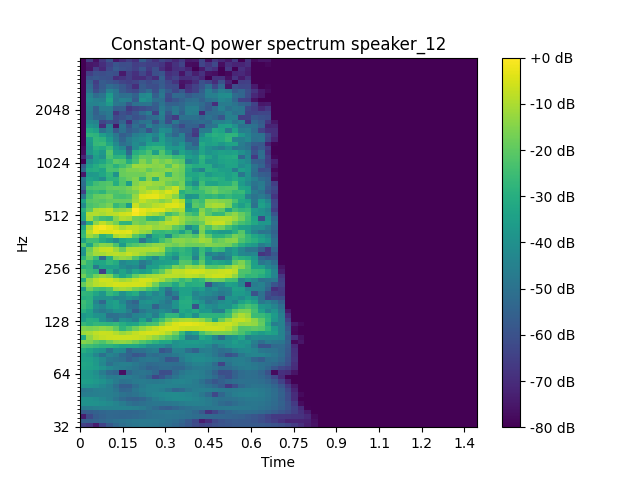 Constant-Q power spectrum speaker_12
Hz
2048
1024
512
256
128
64
32
0 0.15 0.3 0.45 0.6 0.75 0.9 1.1 1.2 1.4
Time
+0 dB
-10 dB
-20 dB
-30 dB
-40 dB
-50 dB
-60 dB
-70 dB
-80 dB